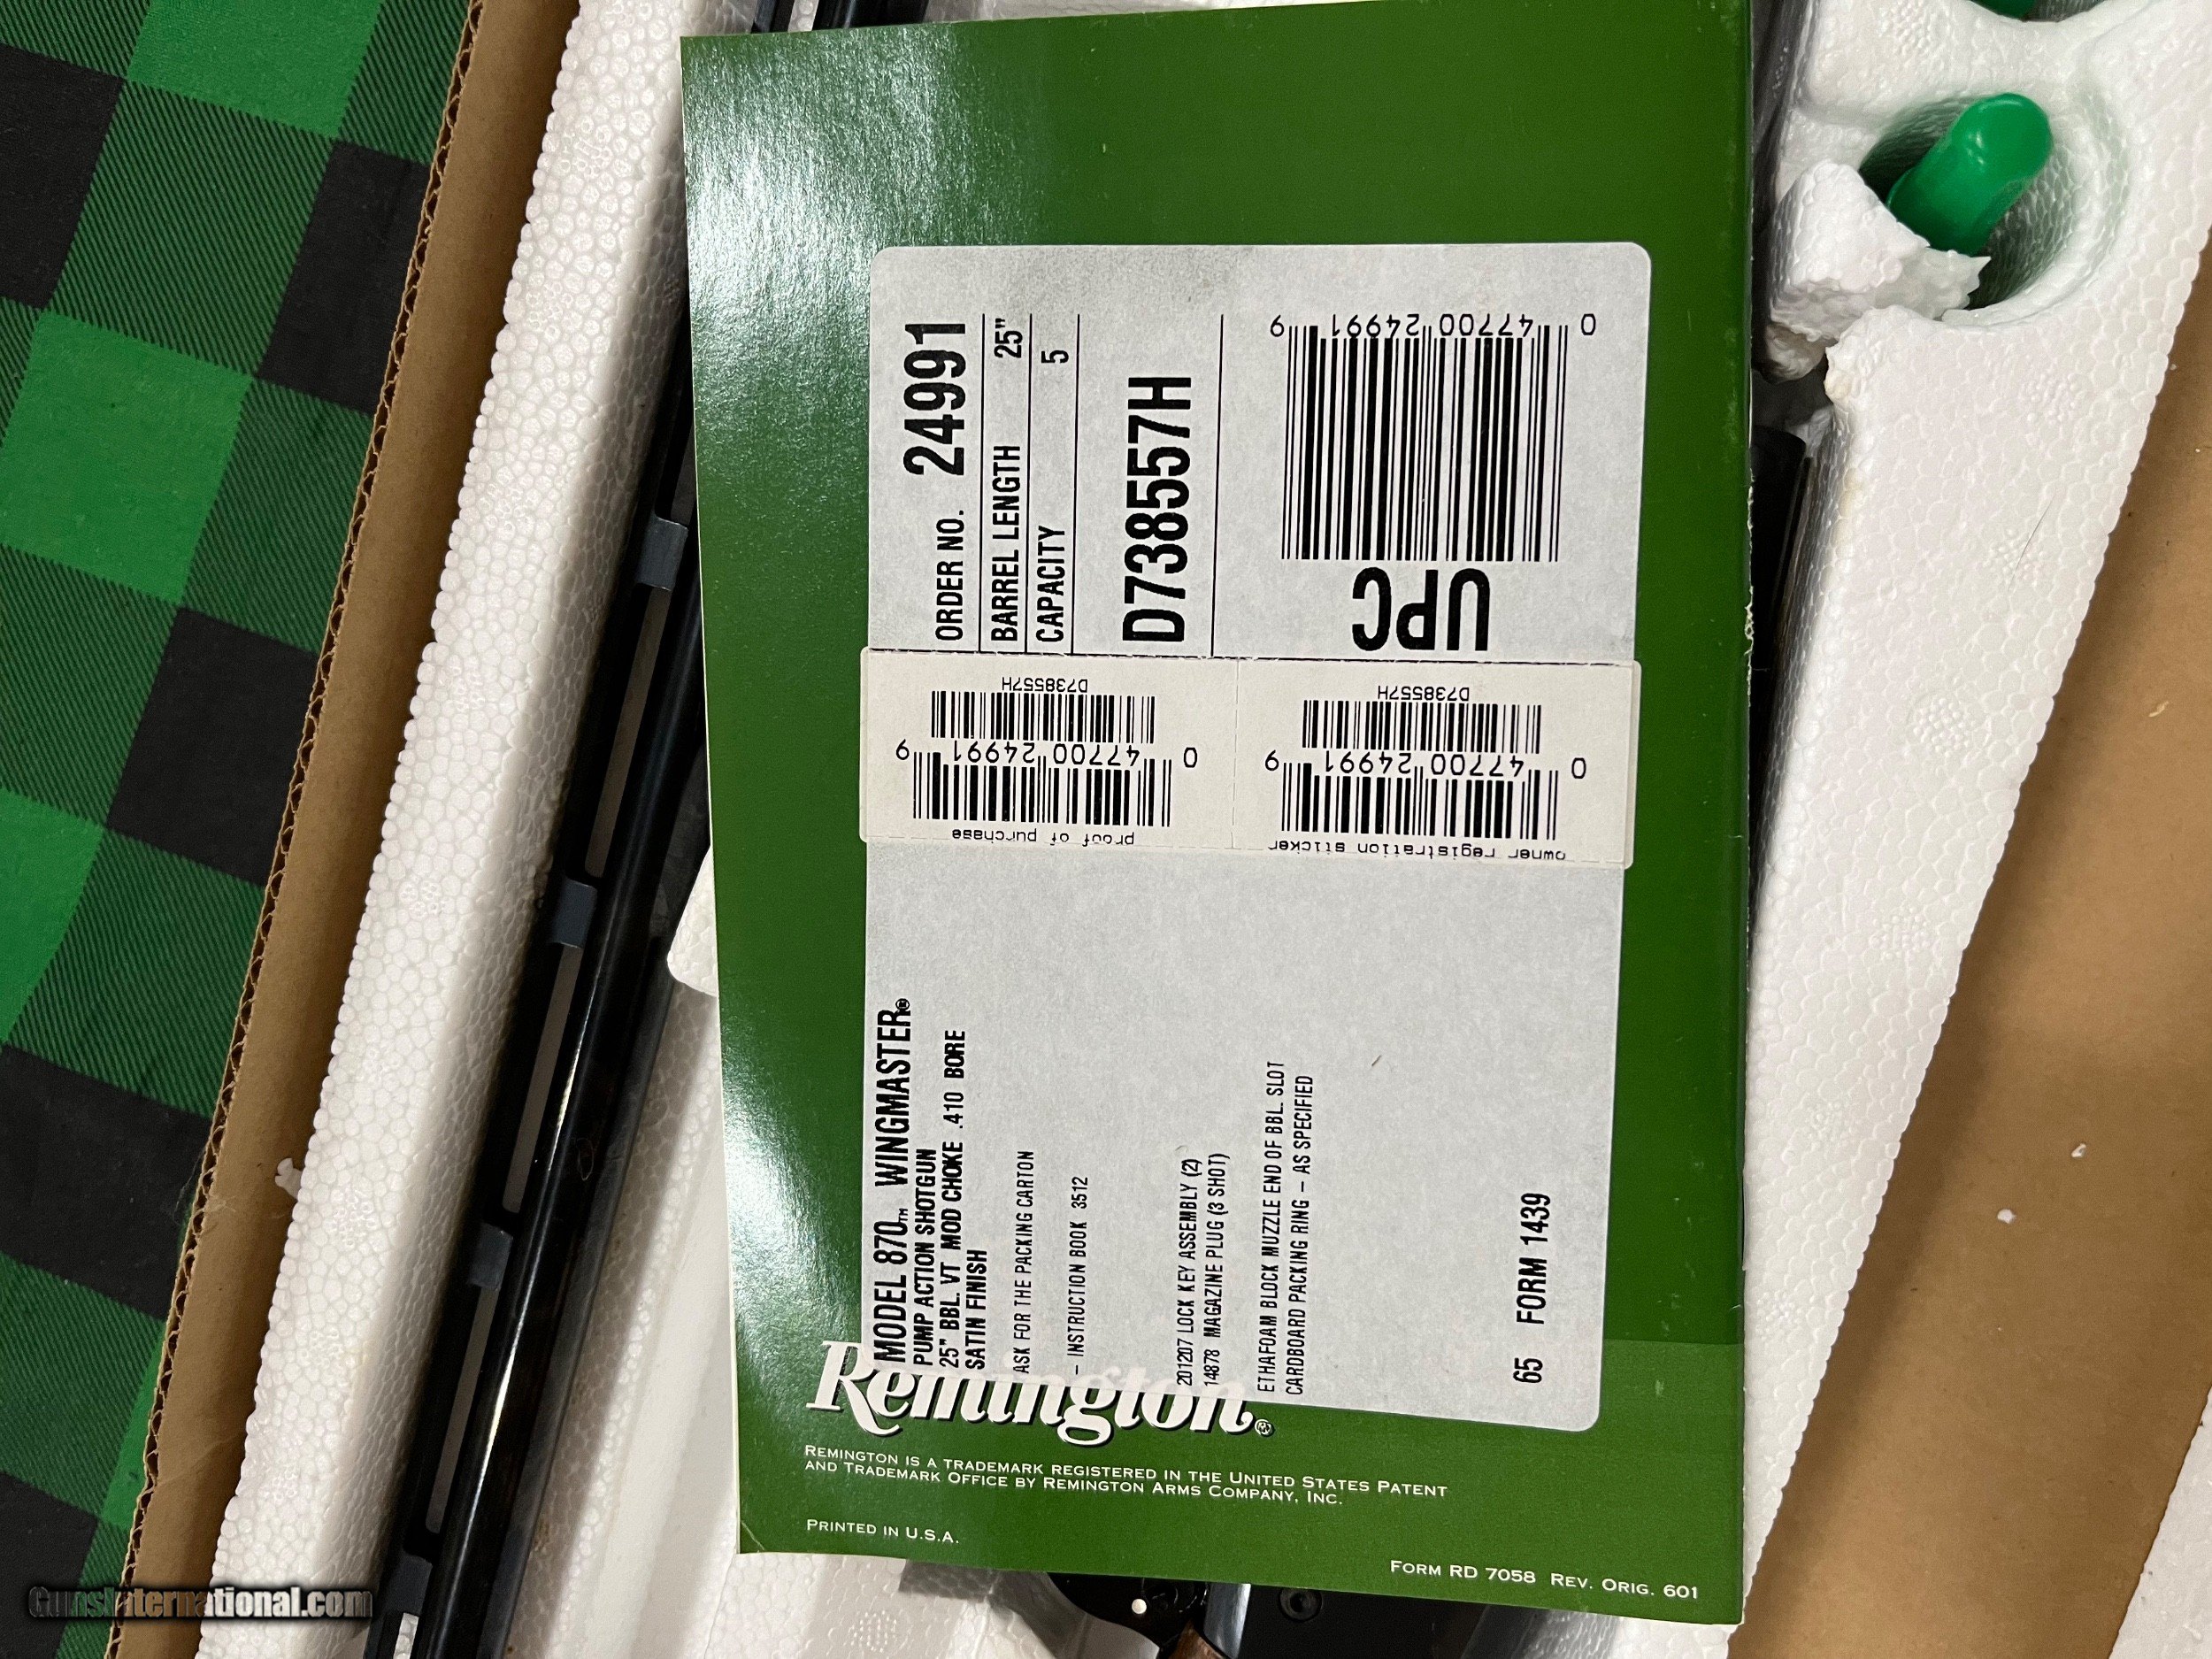 MODEL 870™ WINGMASTER®
PUMP ACTION SHOTGUN
25" BBL. VT MOD CHOKE .410 BORE
SATIN FINISH
ASK FOR THE PACKING CARTON
- INSTRUCTION BOOK 3512
201207 LOCK KEY ASSEMBLY (2)
14878 MAGAZINE PLUG (3 SHOT)
ETHAFOAM BLOCK MUZZLE END OF BBL. SLOT
CARDBOARD PACKING RING - AS SPECIFIED
65 FORM 1439
proof of purchase
0 47700 24991 9
D738557H
owner registration sticker
0 47700 24991 9
D738557H
ORDER NO. 24991
BARREL LENGTH 25"
CAPACITY 5
D738557H
UPC
0 47700 24991 9
Remington®
REMINGTON IS A TRADEMARK REGISTERED IN THE UNITED STATES PATENT
AND TRADEMARK OFFICE BY REMINGTON ARMS COMPANY, INC.
PRINTED IN U.S.A.
FORM RD 7058 REV. ORIG. 601
GunsInternational.com